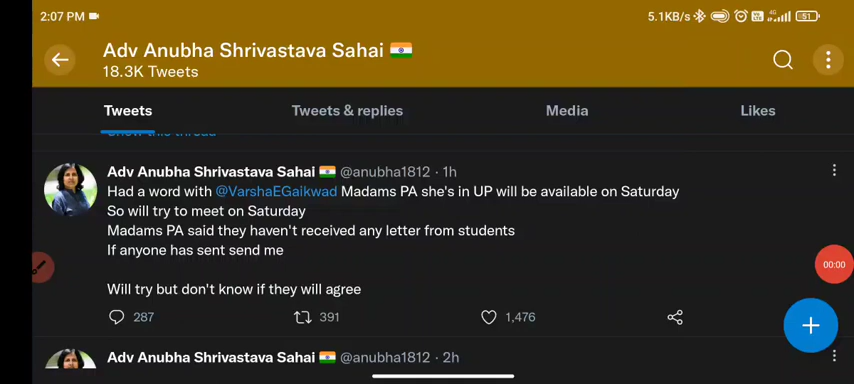 2:07 PM
5.1KB/s 4G 51
Adv Anubha Shrivastava Sahai 🇮🇳
18.3K Tweets
Tweets Tweets & replies Media Likes
Show this thread
Adv Anubha Shrivastava Sahai 🇮🇳 @anubha1812 · 1h
Had a word with @VarshaEGaikwad Madams PA she's in UP will be available on Saturday
So will try to meet on Saturday
Madams PA said they haven't received any letter from students
If anyone has sent send me
Will try but don't know if they will agree
287 391 1,476
00:00
Adv Anubha Shrivastava Sahai 🇮🇳 @anubha1812 · 2h